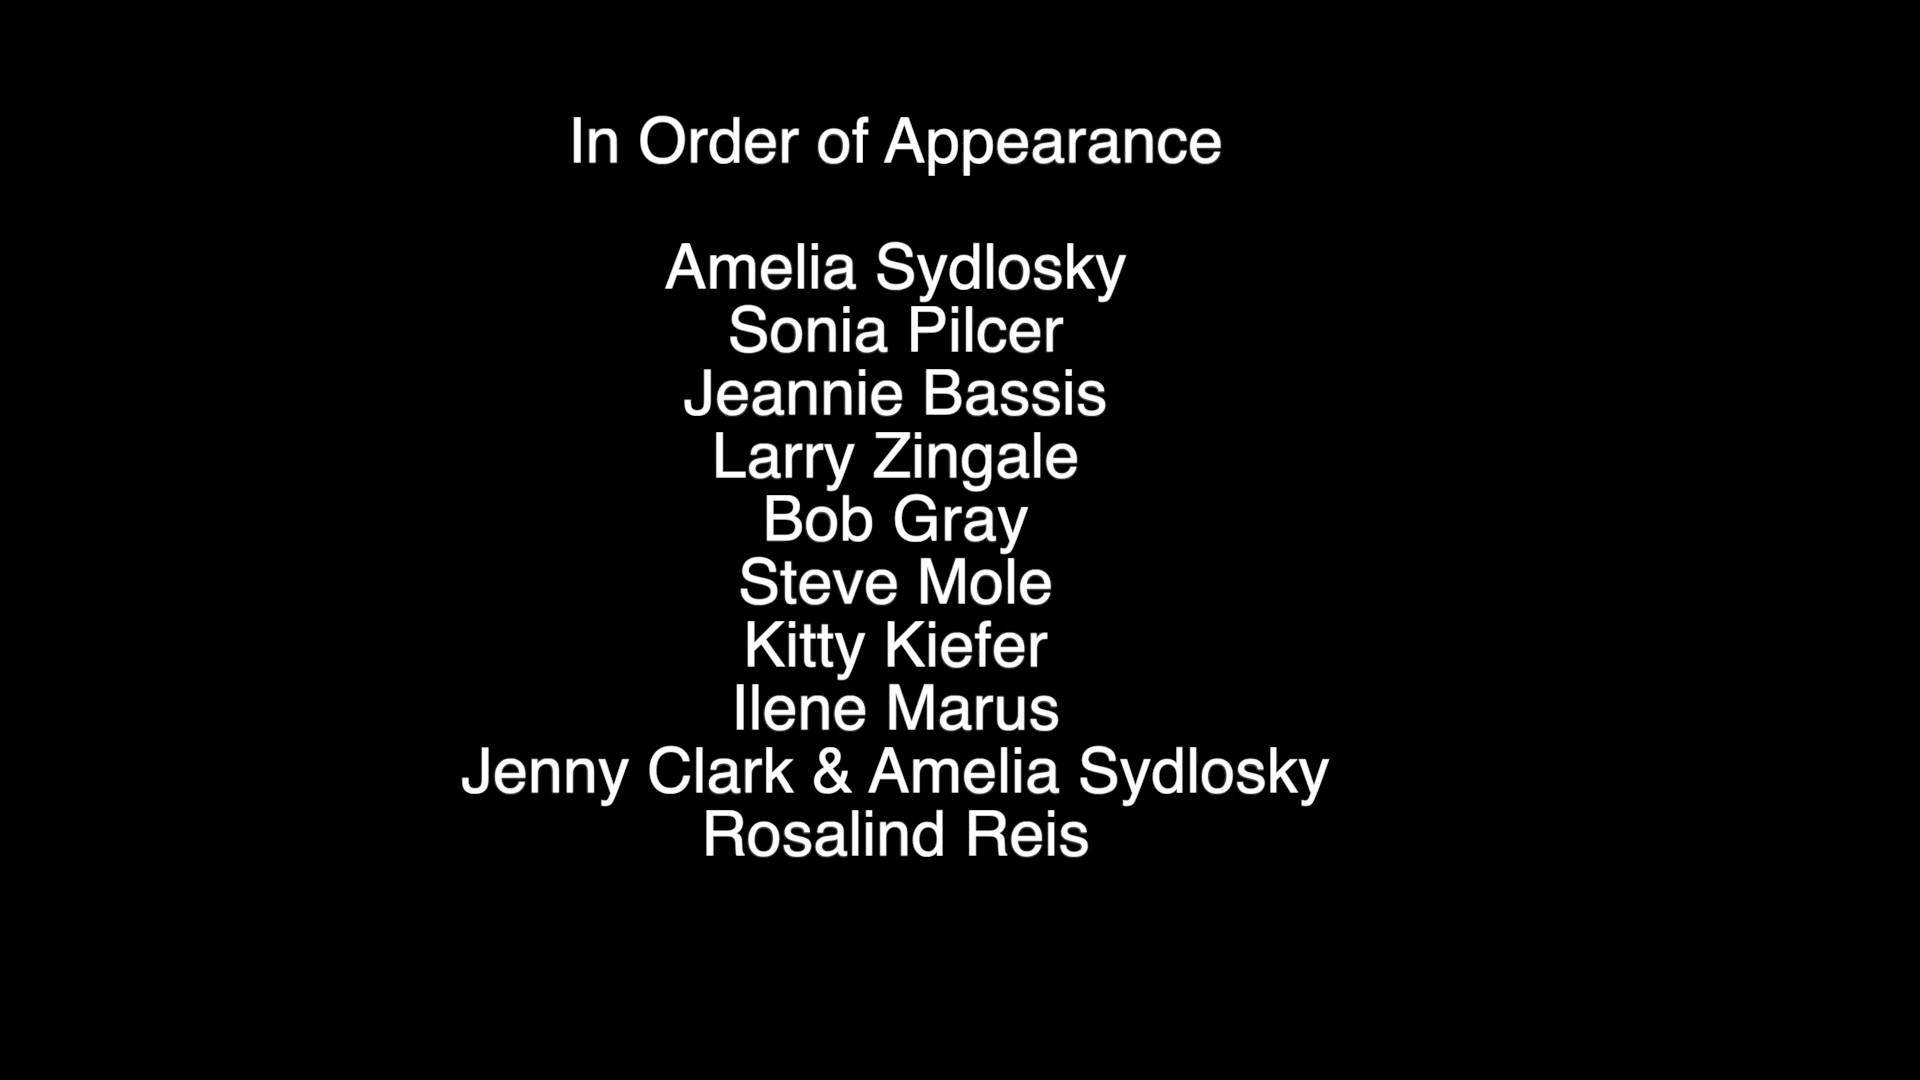 In Order of Appearance
Amelia Sydlosky
Sonia Pilcer
Jeannie Bassis
Larry Zingale
Bob Gray
Steve Mole
Kitty Kiefer
Ilene Marus
Jenny Clark & Amelia Sydlosky
Rosalind Reis